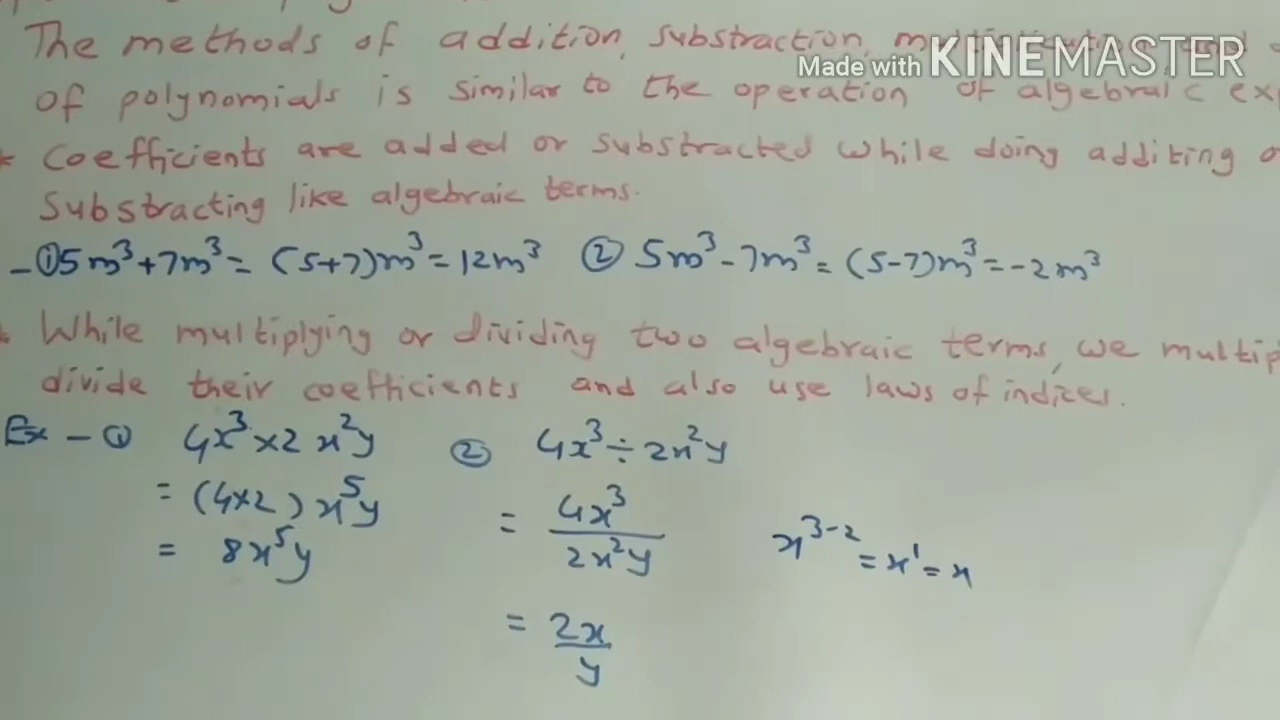 The methods of addition, substraction,
Made with KINEMASTER
of polynomials is similar to the operation of algebraic ex
* Coefficients are added or substracted while doing additing o
Substracting like algebraic terms.
- ① 5m³+7m³= (5+7)m³=12m³ ② 5m³-7m³=(5-7)m³=-2m³
* While multiplying or dividing two algebraic terms, we multip
divide their coefficients and also use laws of indices.
Ex - ① 4x³×2x²y ② 4x³÷2x²y
= (4×2)x⁵y = 4x³/2x²y x³⁻²=x¹=x
= 8x⁵y
= 2x/y